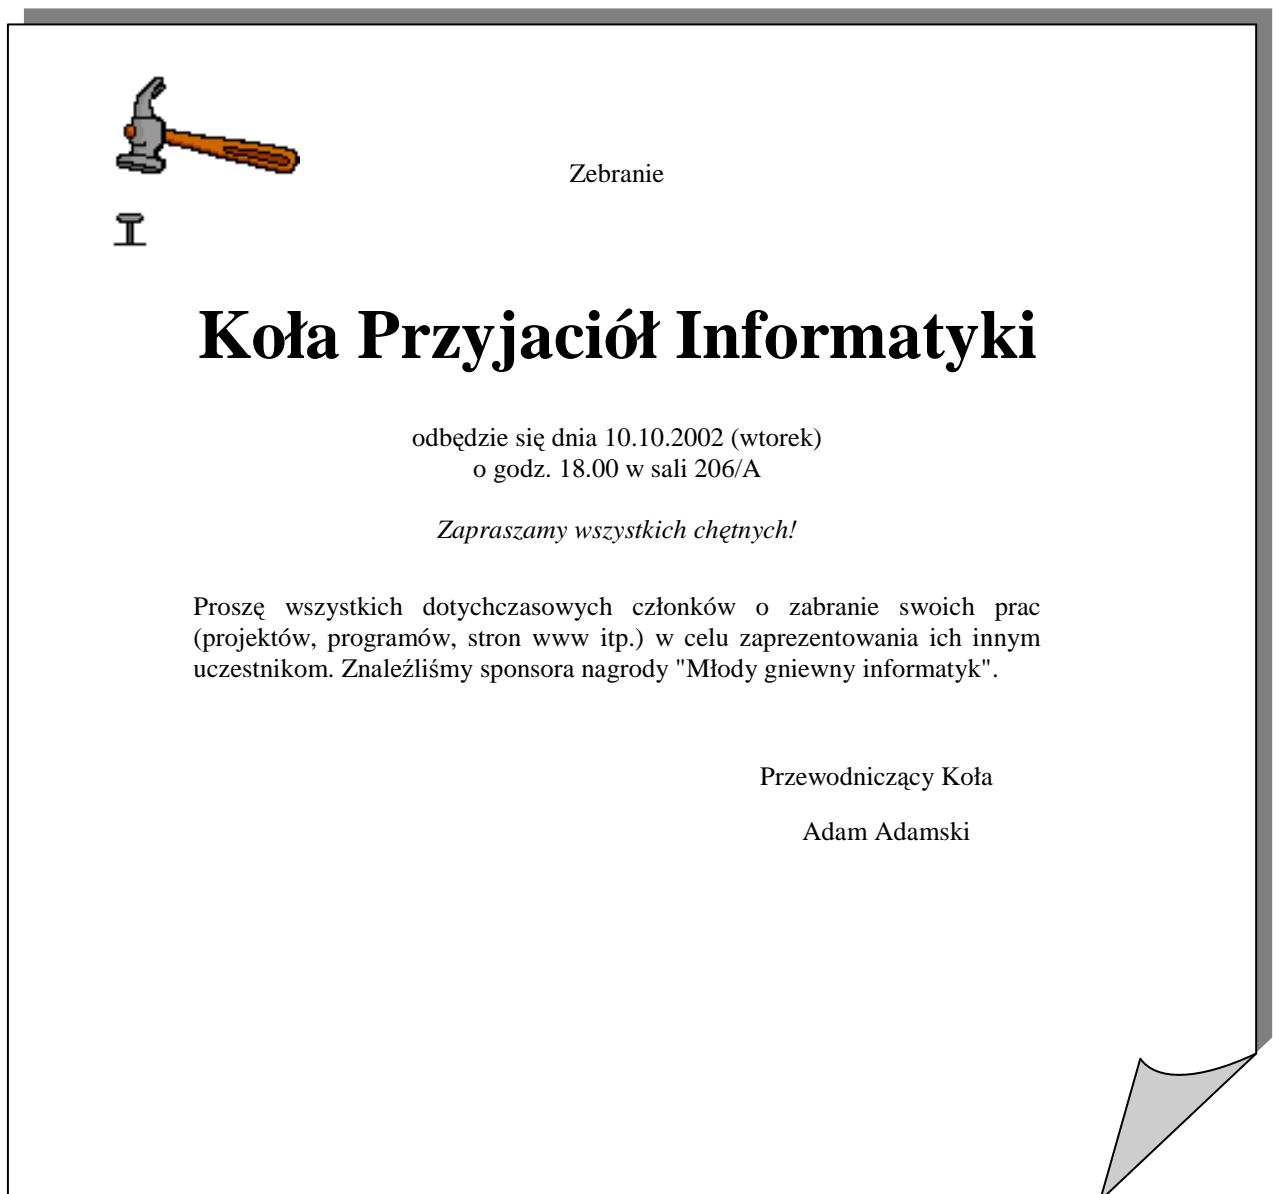 Zebranie
Koła Przyjaciół Informatyki
odbędzie się dnia 10.10.2002 (wtorek)
o godz. 18.00 w sali 206/A
Zapraszamy wszystkich chętnych!
Proszę wszystkich dotychczasowych członków o zabranie swoich prac
(projektów, programów, stron www itp.) w celu zaprezentowania ich innym
uczestnikom. Znaleźliśmy sponsora nagrody "Młody gniewny informatyk".
Przewodniczący Koła
Adam Adamski